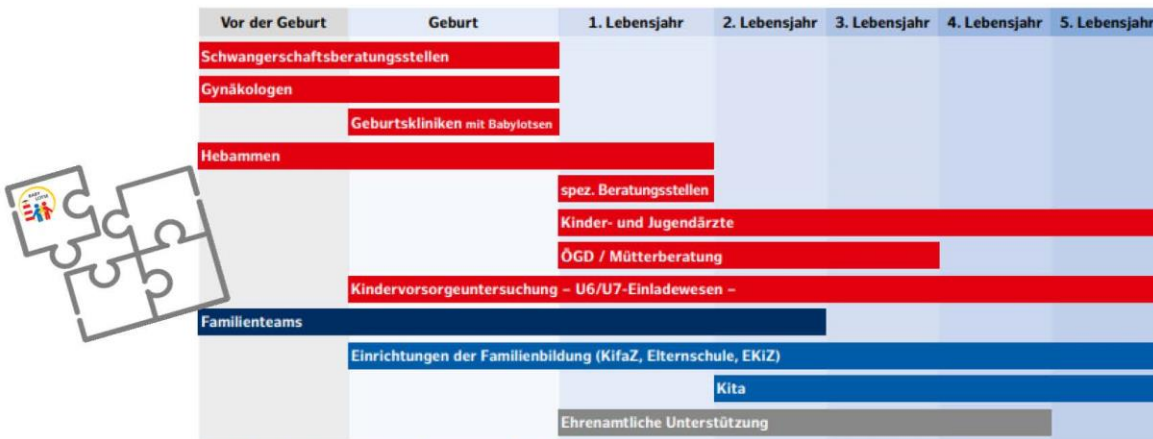 Vor der Geburt Geburt 1. Lebensjahr 2. Lebensjahr 3. Lebensjahr 4. Lebensjahr 5. Lebensjahr
Schwangerschaftsberatungsstellen
Gynäkologen
Geburtskliniken mit Babylotsen
Hebammen
spez. Beratungsstellen
Kinder- und Jugendärzte
ÖGD / Mütterberatung
Kindervorsorgeuntersuchung – U6/U7-Einladewesen –
Familienteams
Einrichtungen der Familienbildung (KifaZ, Elternschule, EKiZ)
Kita
Ehrenamtliche Unterstützung